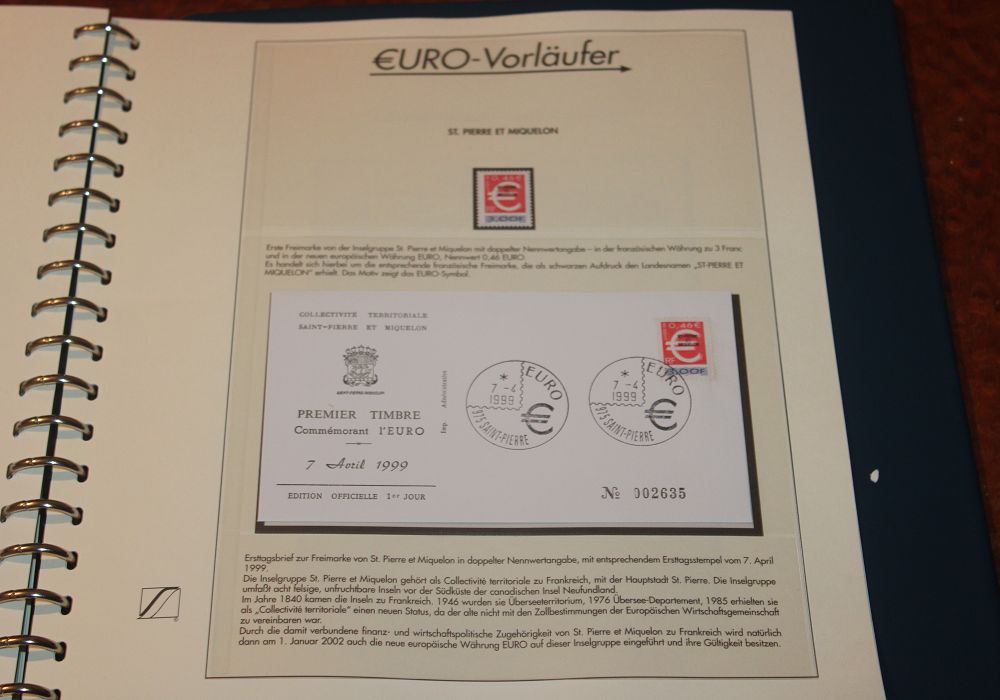 €URO-Vorläufer
ST. PIERRE ET MIQUELON
0,46€
3,00F
Erste Freimarke von der Inselgruppe St. Pierre et Miquelon mit doppelter Nennwertangabe – in der französischen Währung zu 3 Franc
und in der neuen europäischen Währung EURO, Nennwert 0,46 EURO.
Es handelt sich hierbei um die entsprechende französische Freimarke, die als schwarzen Aufdruck den Landesnamen „ST-PIERRE ET
MIQUELON" erhielt. Das Motiv zeigt das EURO-Symbol.
COLLECTIVITÉ TERRITORIALE
SAINT-PIERRE ET MIQUELON
SAINT-PIERRE-MIQUELON
PREMIER TIMBRE
Commémorant l'EURO
7 Avril 1999
EDITION OFFICIELLE 1er JOUR
Imp. Administrative
* EURO
7 -4
1999
€
975 SAINT-PIERRE
* EURO
7 -4
1999
€
975 SAINT-PIERRE
0,46€
€
RF
3,00F
№ 002635
Ersttagsbrief zur Freimarke von St. Pierre et Miquelon in doppelter Nennwertangabe, mit entsprechendem Ersttagsstempel vom 7. April
1999.
Die Inselgruppe St. Pierre et Miquelon gehört als Collectivité territoriale zu Frankreich, mit der Hauptstadt St. Pierre. Die Inselgruppe
umfaßt acht felsige, unfruchtbare Inseln vor der Südküste der canadischen Insel Neufundland.
Im Jahre 1840 kamen die Inseln zu Frankreich. 1946 wurden sie Überseeterritorium, 1976 Übersee-Departement, 1985 erhielten sie
als „Collectivité territoriale" einen neuen Status, da der alte nicht mit den Zollbestimmungen der Europäischen Wirtschaftsgemeinschaft
zu vereinbaren war.
Durch die damit verbundene finanz- und wirtschaftspolitische Zugehörigkeit von St. Pierre et Miquelon zu Frankreich wird natürlich
dann am 1. Januar 2002 auch die neue europäische Währung EURO auf dieser Inselgruppe eingeführt und ihre Gültigkeit besitzen.